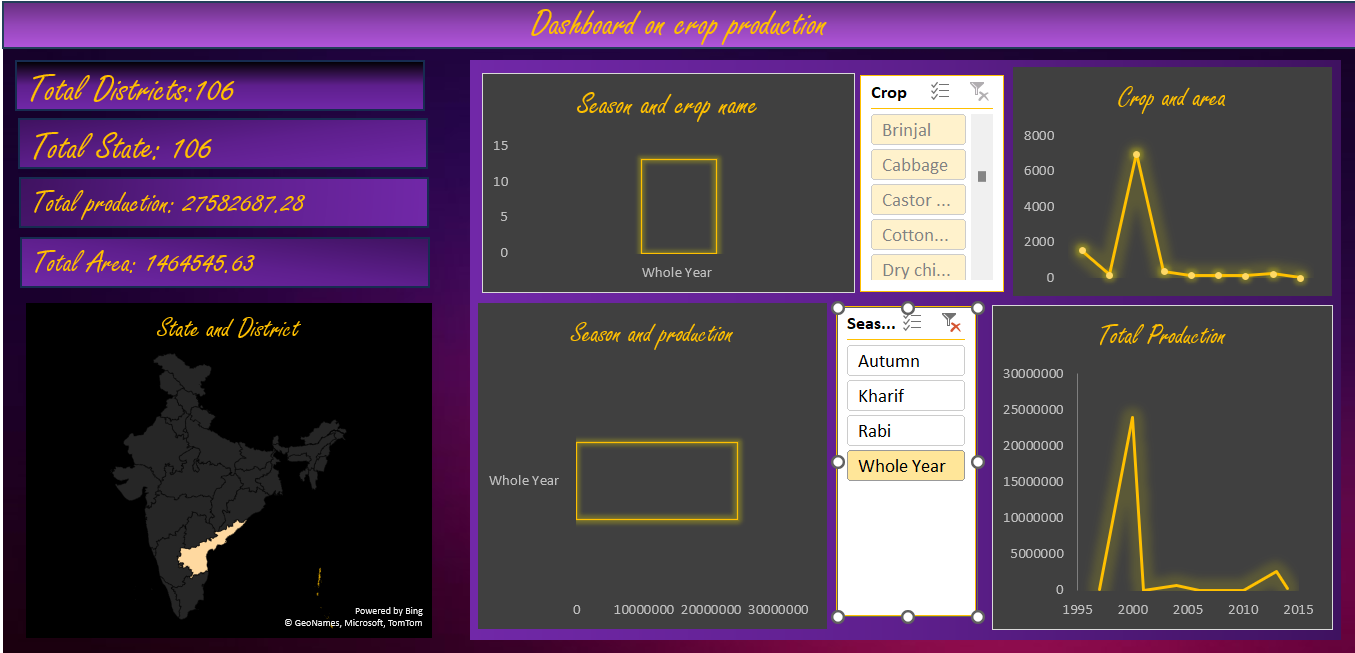 Dashboard on crop production
Total Districts:106
Total State: 106
Total production: 27582687.28
Total Area: 1464545.63
State and District
Powered by Bing
© GeoNames, Microsoft, TomTom
Season and crop name
15
10
5
0
Whole Year
Crop
Brinjal
Cabbage
Castor ...
Cotton...
Dry chi...
Crop and area
8000
6000
4000
2000
0
Season and production
Whole Year
0 10000000 20000000 30000000
Seas...
Autumn
Kharif
Rabi
Whole Year
Total Production
30000000
25000000
20000000
15000000
10000000
5000000
0
1995 2000 2005 2010 2015